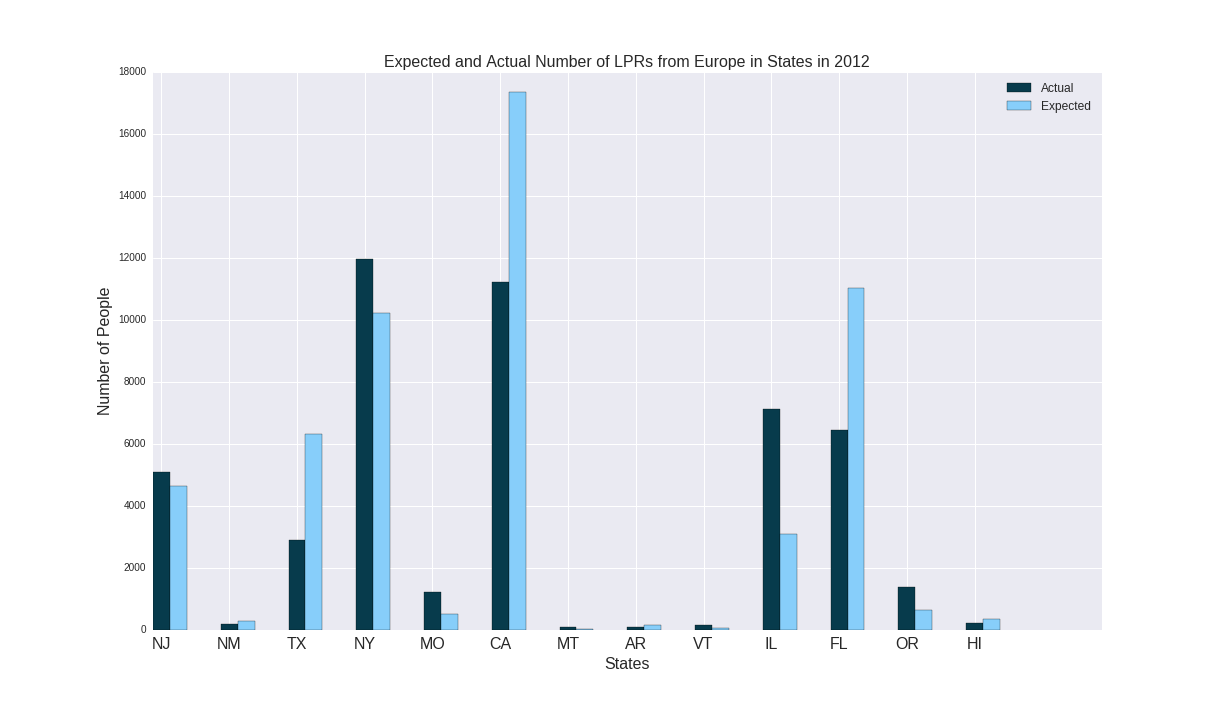 Expected and Actual Number of LPRs from Europe in States in 2012
18000
16000
14000
12000
10000
8000
6000
4000
2000
0
Number of People
Actual
Expected
NJ NM TX NY MO CA MT AR VT IL FL OR HI
States